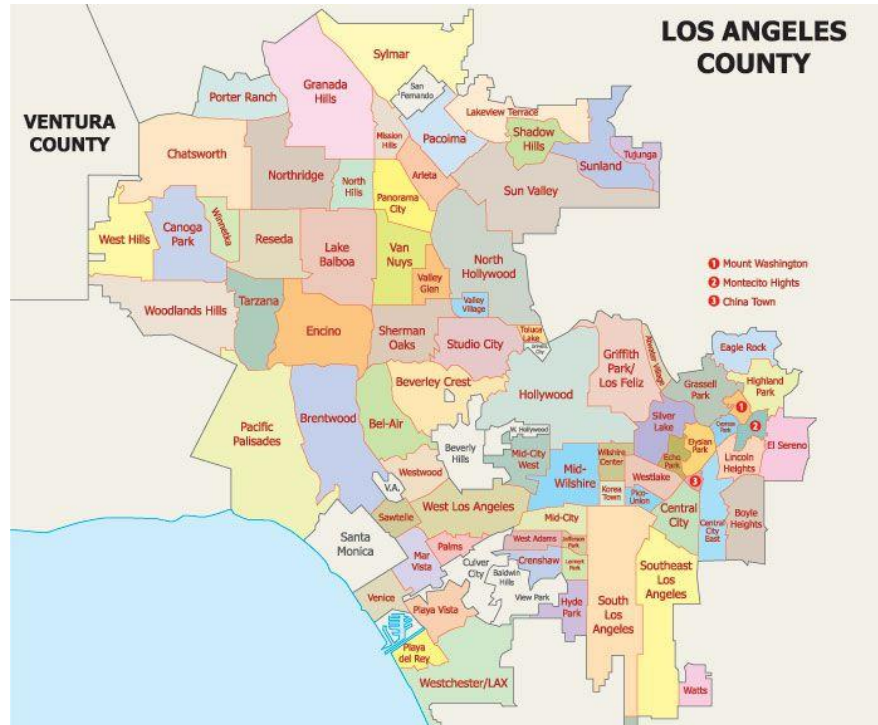 LOS ANGELES
COUNTY
VENTURA
COUNTY
Sylmar
San
Fernando
Granada
Hills
Porter Ranch
Lakeview Terrace
Mission
Hills
Pacoima
Shadow
Hills
Sunland
Tujunga
Chatsworth
Northridge
North
Hills
Arleta
Panorama
City
Sun Valley
West Hills
Canoga
Park
Winnetka
Reseda
Lake
Balboa
Van
Nuys
Valley
Glen
North
Hollywood
Valley
Village
1 Mount Washington
2 Montecito Hights
3 China Town
Woodlands Hills
Tarzana
Encino
Sherman
Oaks
Studio City
Toluca
Lake
Eagle Rock
Atwater Village
Griffith
Park/
Los Feliz
Grassell
Park
Highland
Park
1
2
Pacific
Palisades
Brentwood
Bel-Air
Beverley Crest
Hollywood
Silver
Lake
Elysian
Park
Echo
Park
El Sereno
Lincoln
Heights
W. Hollywood
Beverly
Hills
Mid-City
West
Mid-
Wilshire
Wilshire
Center
Westlake
Korea
Town
Pico-
Union
3
Westwood
V.A.
West Los Angeles
Sawtelle
Mid-City
Central
City
Central
City
East
Boyle
Heights
Santa
Monica
Mar
Vista
Palms
Culver
City
West Adams
Jefferson
Park
Crenshaw
Leimert
Park
Baldwin
Hills
View Park
Hyde
Park
South
Los
Angeles
Southeast
Los
Angeles
Venice
Playa Vista
Playa
del Rey
Westchester/LAX
Watts